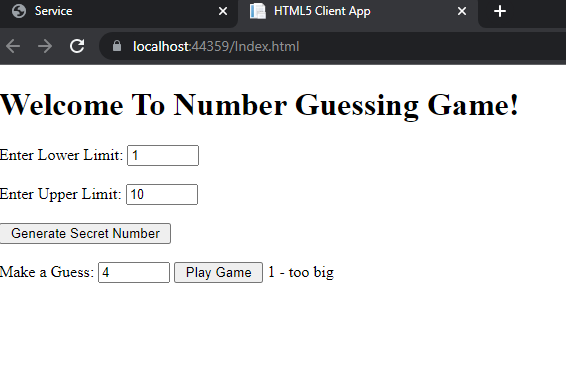 Service
HTML5 Client App
localhost:44359/Index.html
Welcome To Number Guessing Game!
Enter Lower Limit: 1
Enter Upper Limit: 10
Generate Secret Number
Make a Guess: 4 Play Game 1 - too big